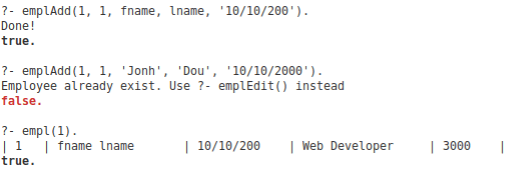 ?- emplAdd(1, 1, fname, lname, '10/10/200').
Done!
true.
?- emplAdd(1, 1, 'Jonh', 'Dou', '10/10/2000').
Employee already exist. Use ?- emplEdit() instead
false.
?- empl(1).
| 1   | fname lname       | 10/10/200    | Web Developer     | 3000    |
true.